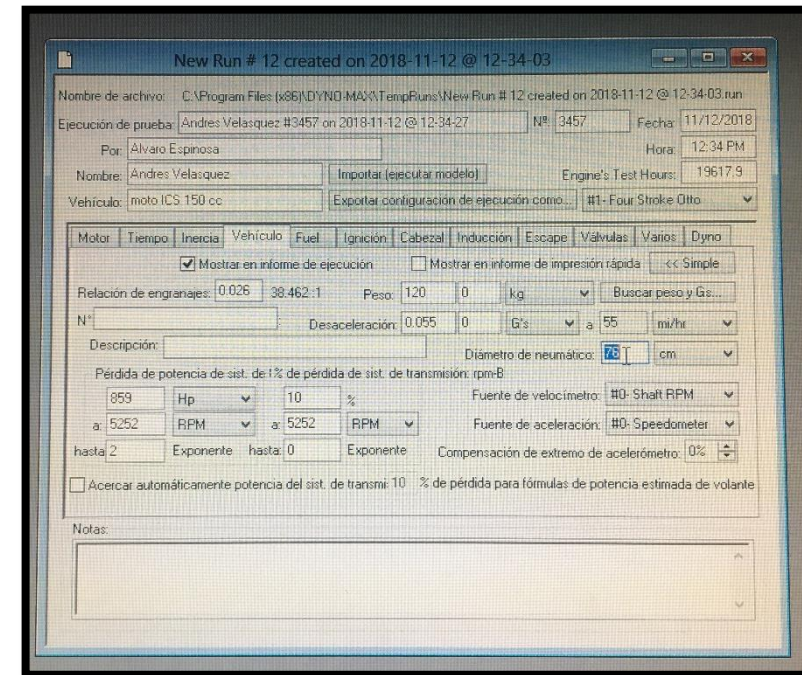 New Run # 12 created on 2018-11-12 @ 12-34-03
Nombre de archivo: C:\Program Files (x86)\DYNO-MAX\TempRuns\New Run # 12 created on 2018-11-12 @ 12-34-03.run
Ejecución de prueba: Andres Velasquez #3457 on 2018-11-12 @ 12-34-27 Nº 3457 Fecha: 11/12/2018
Por: Alvaro Espinosa Hora: 12:34 PM
Nombre: Andres Velasquez Importar (ejecutar modelo) Engine's Test Hours: 19617.9
Vehículo: moto ICS 150 cc Exportar configuración de ejecución como... #1- Four Stroke Otto
Motor Tiempo Inercia Vehículo Fuel Ignición Cabezal Inducción Escape Válvulas Varios Dyno
Mostrar en informe de ejecución Mostrar en informe de impresión rápida << Simple
Relación de engranajes: 0.026 38.462 :1 Peso: 120 0 kg Buscar peso y Gs...
N° Desaceleración: 0.055 0 G's a 55 mi/hr
Descripción: Diámetro de neumático: 76 cm
Pérdida de potencia de sist. de t% de pérdida de sist. de transmisión: rpm-B
859 Hp 10 % Fuente de velocímetro: #0- Shaft RPM
a: 5252 RPM a: 5252 RPM Fuente de aceleración: #0- Speedometer
hasta 2 Exponente hasta: 0 Exponente Compensación de extremo de acelerómetro: 0%
Acercar automáticamente potencia del sist. de transmi: 10 % de pérdida para fórmulas de potencia estimada de volante
Notas: